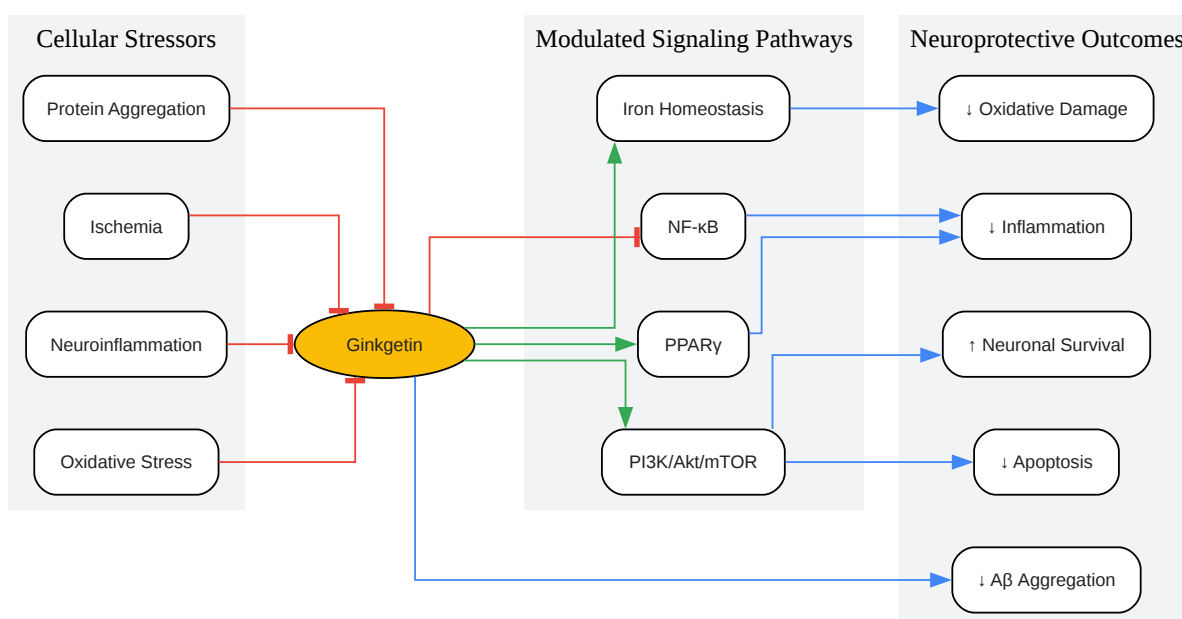 Cellular Stressors
Protein Aggregation
Ischemia
Neuroinflammation
Oxidative Stress
Ginkgetin
Modulated Signaling Pathways
Iron Homeostasis
NF-κB
PPARγ
PI3K/Akt/mTOR
Neuroprotective Outcomes
↓ Oxidative Damage
↓ Inflammation
↑ Neuronal Survival
↓ Apoptosis
↓ Aβ Aggregation